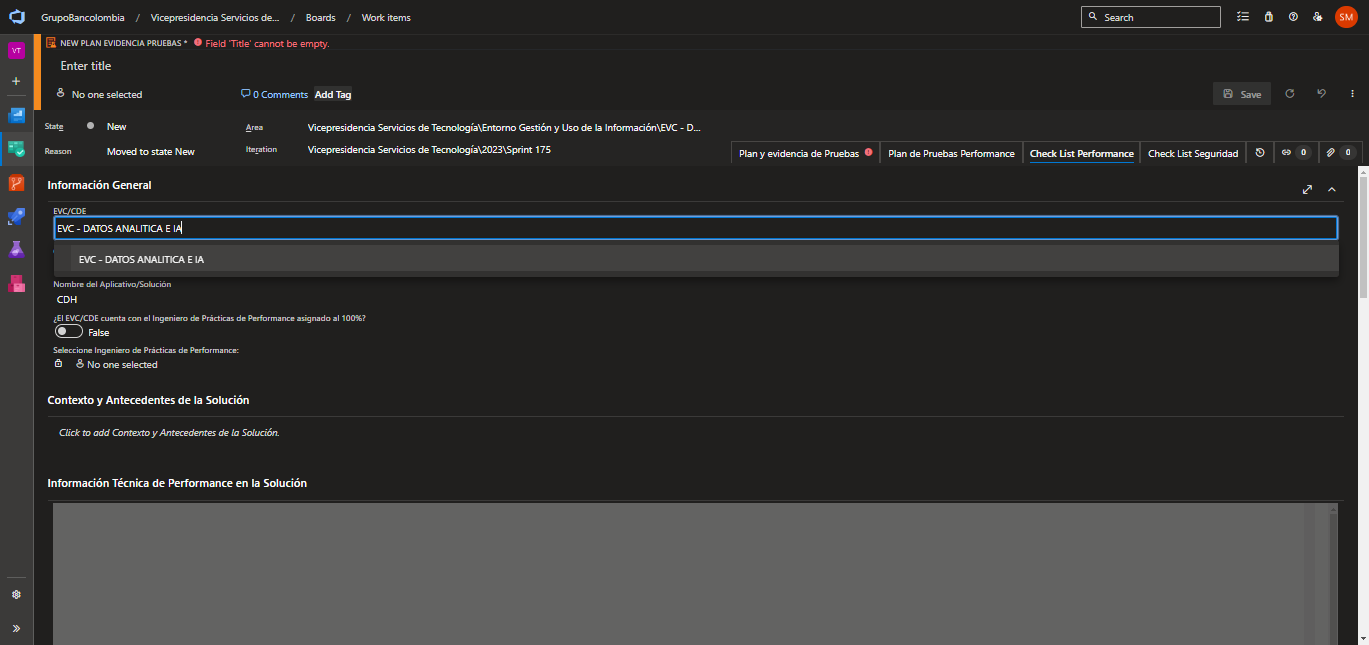 GrupoBancolombia / Vicepresidencia Servicios de... / Boards / Work items
Search
SM
VT
NEW PLAN EVIDENCIA PRUEBAS * Field 'Title' cannot be empty.
Enter title
No one selected
0 Comments
Add Tag
Save
State
New
Area
Vicepresidencia Servicios de Tecnología\Entorno Gestión y Uso de la Información\EVC - D...
Reason
Moved to state New
Iteration
Vicepresidencia Servicios de Tecnología\2023\Sprint 175
Plan y evidencia de Pruebas
Plan de Pruebas Performance
Check List Performance
Check List Seguridad
0
0
Información General
EVC/CDE
EVC - DATOS ANALITICA E IA
EVC - DATOS ANALITICA E IA
Nombre del Aplicativo/Solución
CDH
¿El EVC/CDE cuenta con el Ingeniero de Prácticas de Performance asignado al 100%?
False
Seleccione Ingeniero de Prácticas de Performance:
No one selected
Contexto y Antecedentes de la Solución
Click to add Contexto y Antecedentes de la Solución.
Información Técnica de Performance en la Solución